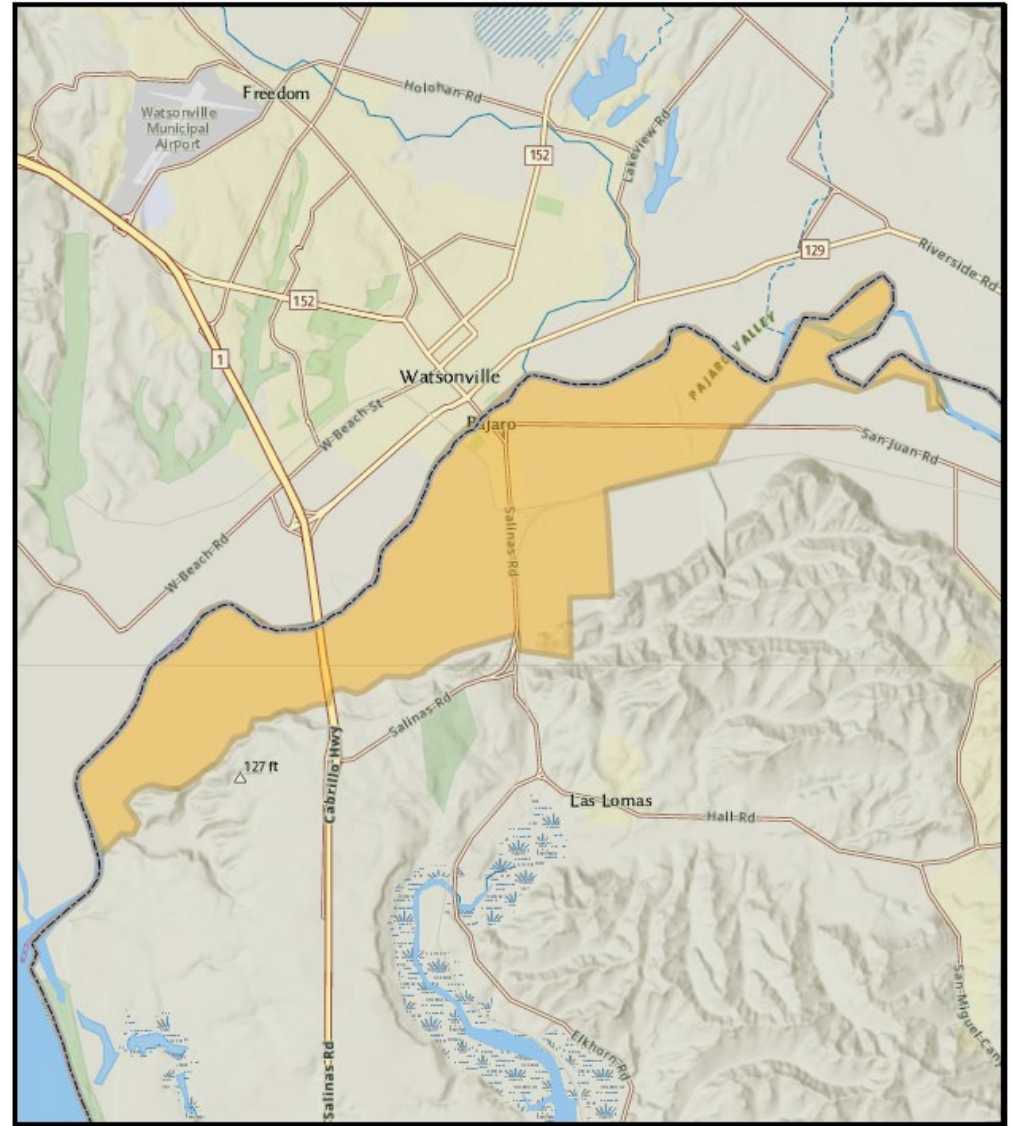 Freedom
Holohan Rd
Watsonville
Municipal
Airport
152
Lakeview Rd
129
Riverside Rd
152
PAJARO VALLEY
1
Watsonville
W-Beach-St
Pajaro
San-Juan-Rd
Salinas Rd
W-Beach-Rd
Salinas-Rd
127 ft
Cabrillo Hwy
Las Lomas
Hall Rd
San-Miguel-Cany
Elkhorn-Rd
Salinas Rd